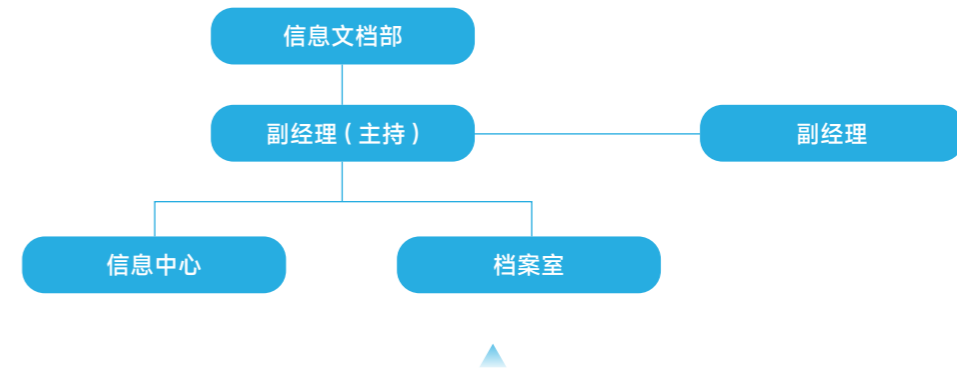 信息文档部
副经理（主持）
副经理
信息中心
档案室